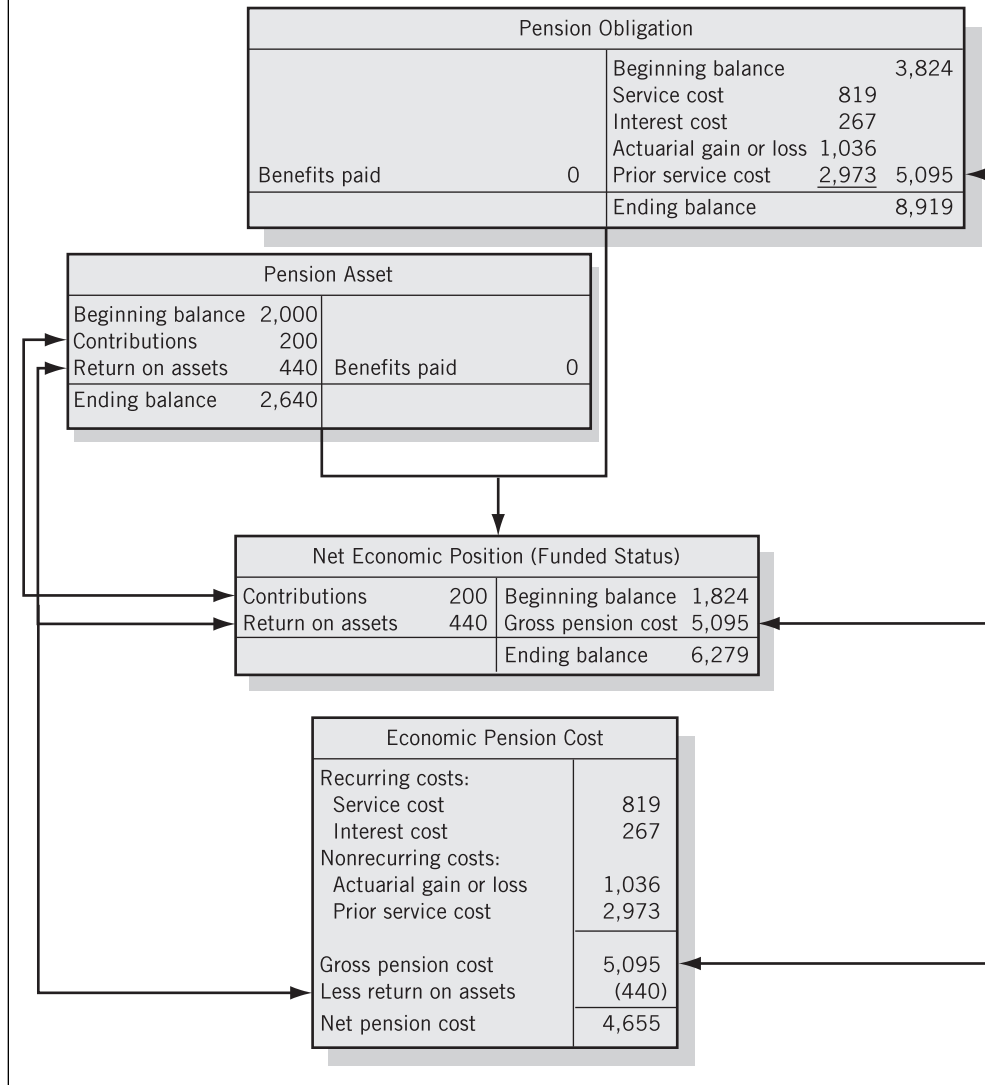 Pension Obligation
Beginning balance 3,824
Service cost 819
Interest cost 267
Actuarial gain or loss 1,036
Benefits paid 0 Prior service cost 2,973 5,095
Ending balance 8,919
Pension Asset
Beginning balance 2,000
Contributions 200
Return on assets 440 Benefits paid 0
Ending balance 2,640
Net Economic Position (Funded Status)
Contributions 200 Beginning balance 1,824
Return on assets 440 Gross pension cost 5,095
Ending balance 6,279
Economic Pension Cost
Recurring costs:
Service cost 819
Interest cost 267
Nonrecurring costs:
Actuarial gain or loss 1,036
Prior service cost 2,973
Gross pension cost 5,095
Less return on assets (440)
Net pension cost 4,655